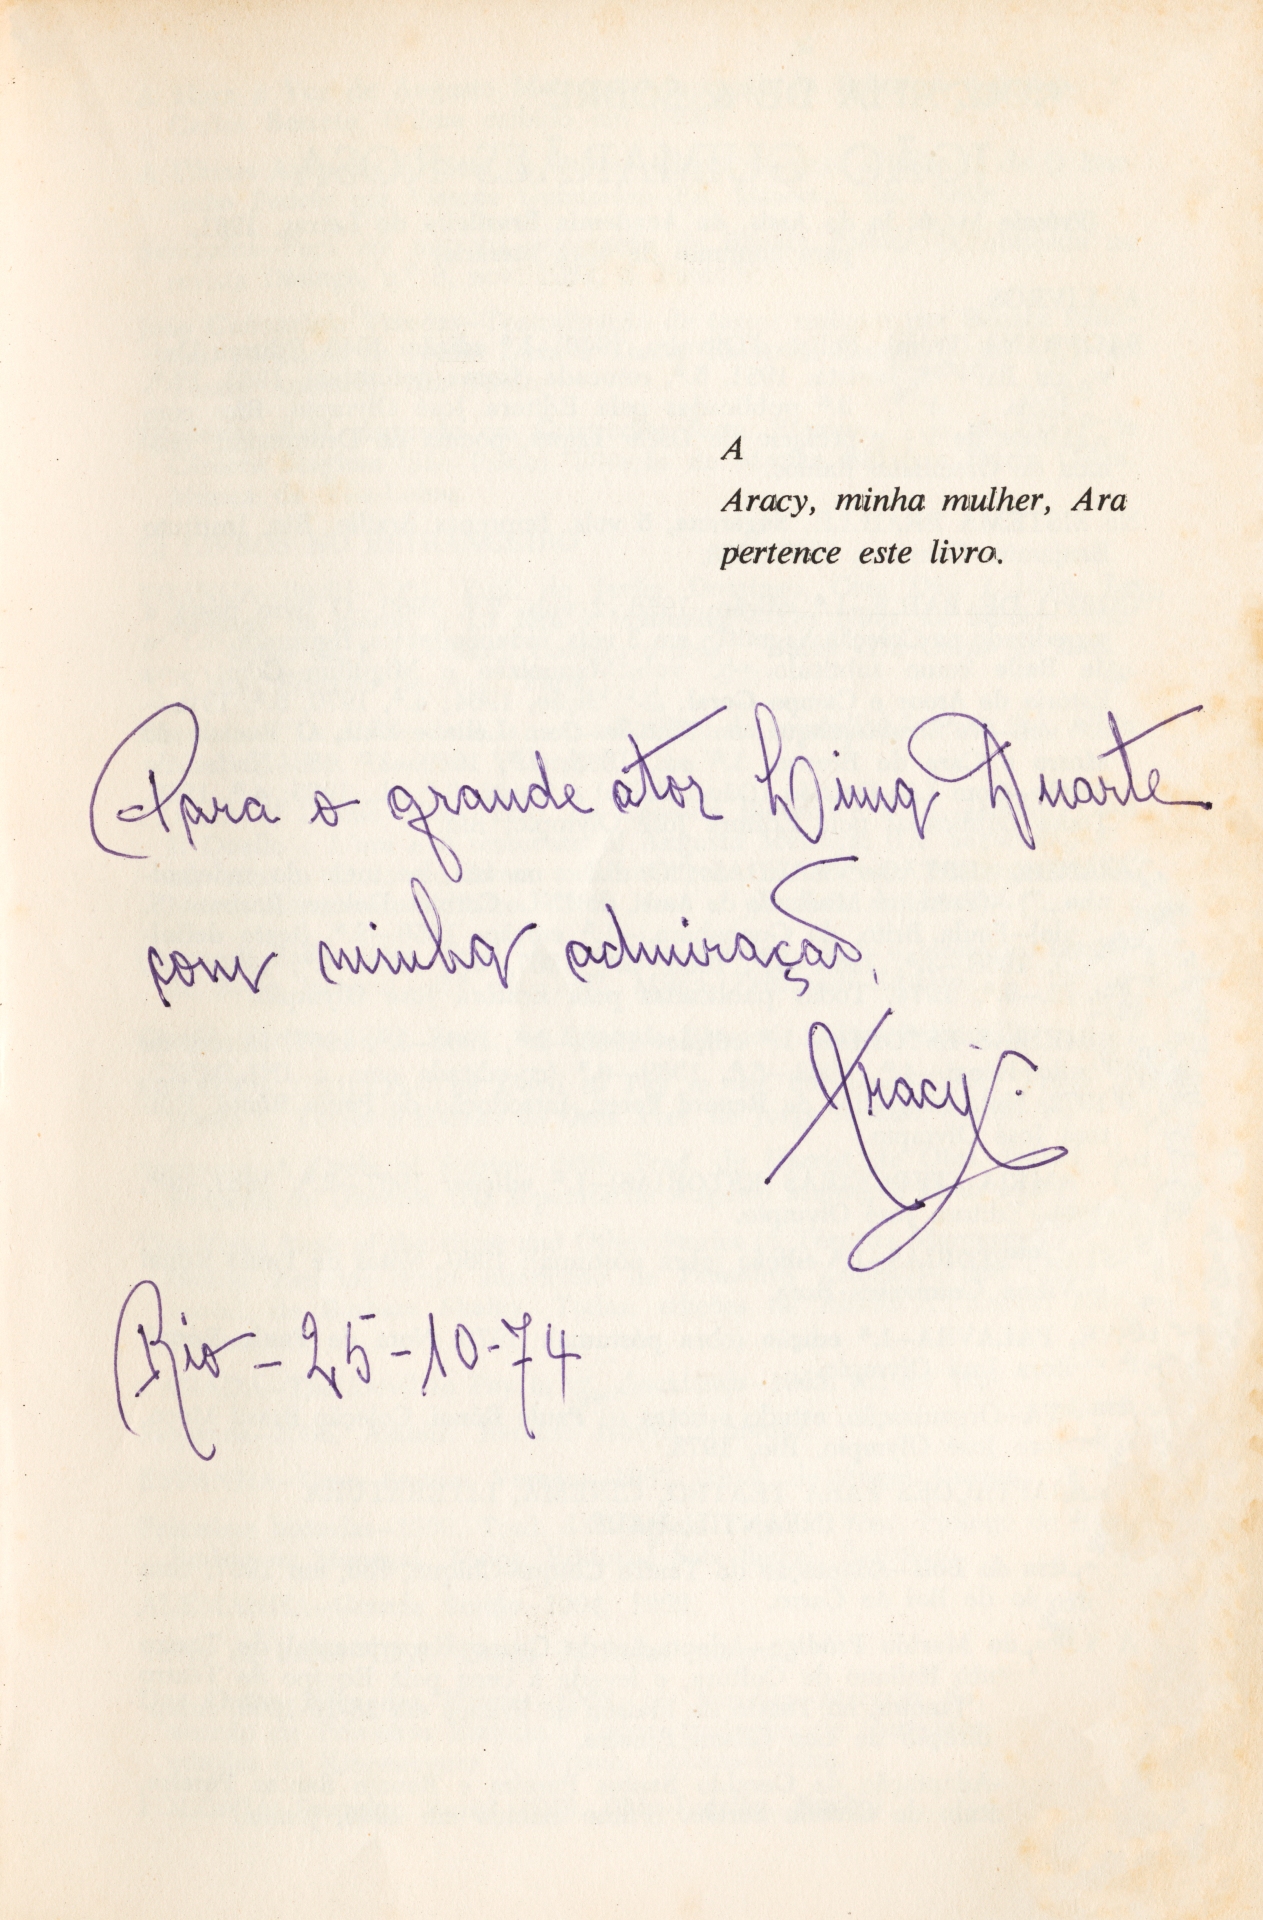 A
Aracy, minha mulher, Ara
pertence este livro.
Para o grande ator Lima Duarte
com minha admiração,
Aracy.
Rio - 25-10-74